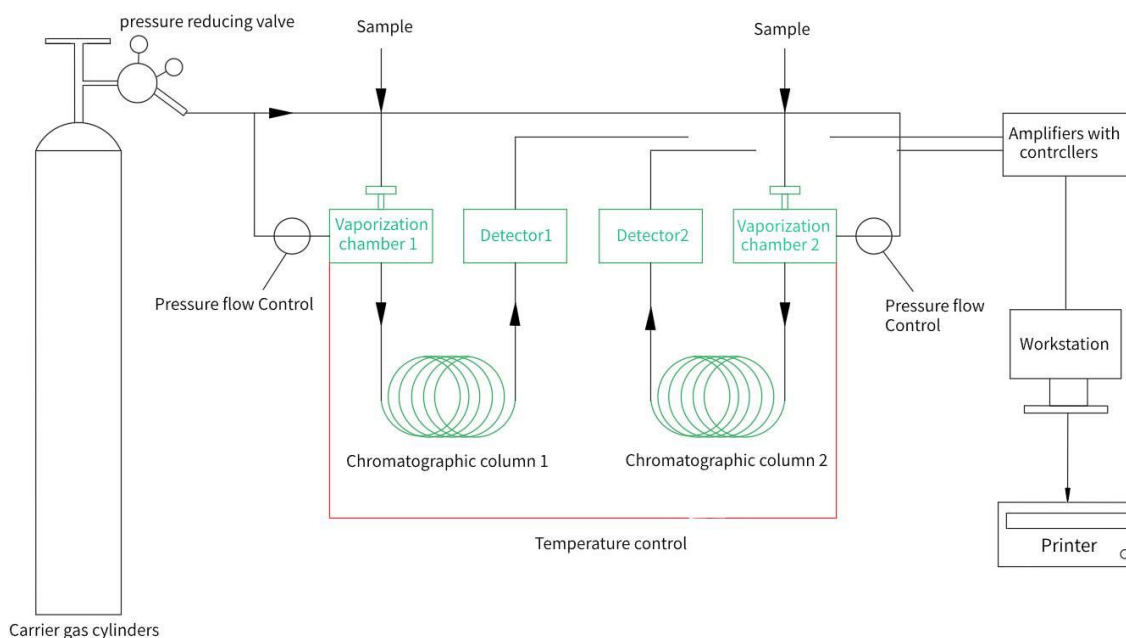 pressure reducing valve
Sample
Sample
Amplifiers with
contrcllers
Vaporization
chamber 1
Detector1
Detector2
Vaporization
chamber 2
Pressure flow Control
Pressure flow
Control
Workstation
Chromatographic column 1
Chromatographic column 2
Temperature control
Printer
Carrier gas cylinders